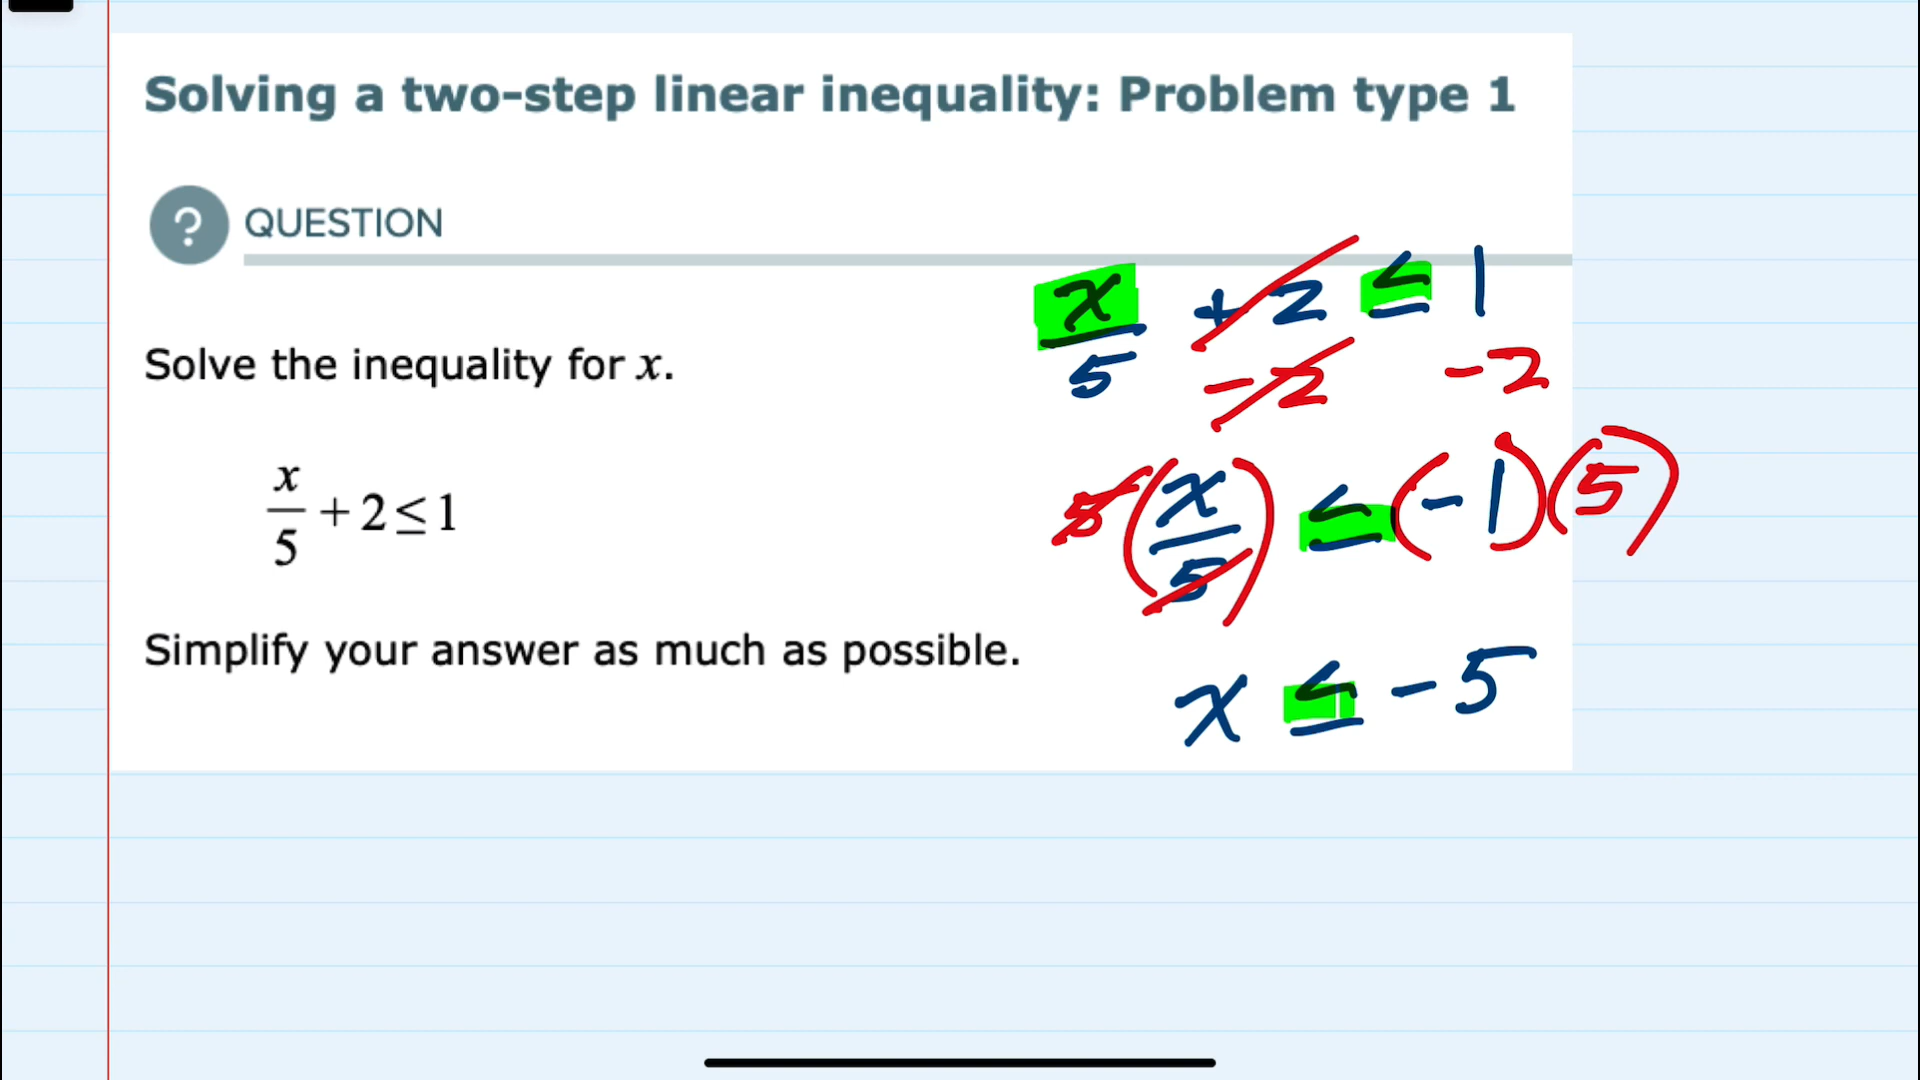 Solving a two-step linear inequality: Problem type 1
? QUESTION
Solve the inequality for x.
x/5 + 2 ≤ 1
Simplify your answer as much as possible.
x/5 + 2 ≤ 1
- 2 - 2
5(x/5) ≤ (-1)(5)
x ≤ -5